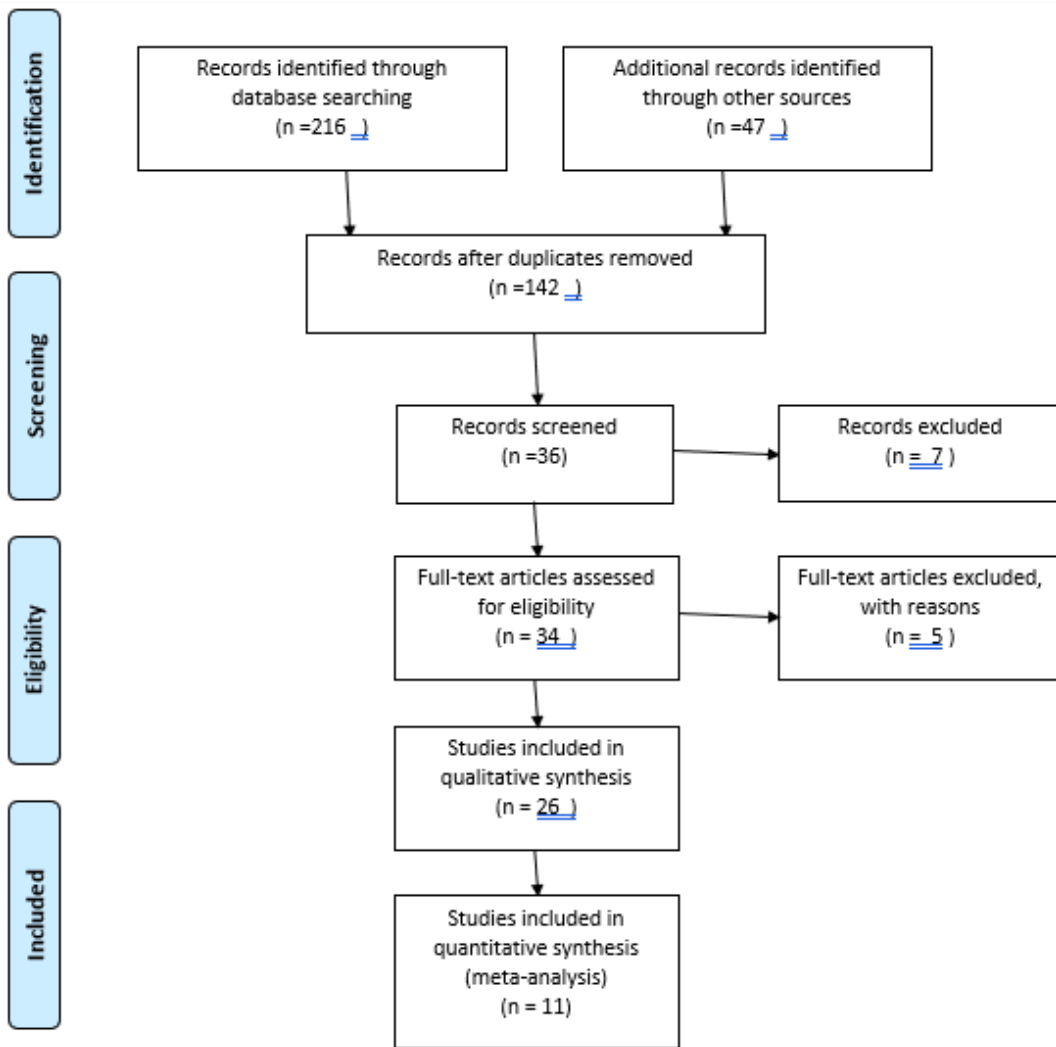 Identification
Records identified through
database searching
(n =216 _)
Additional records identified
through other sources
(n =47 _)
Records after duplicates removed
(n =142 _)
Screening
Records screened
(n =36)
Records excluded
(n = 7 )
Eligibility
Full-text articles assessed
for eligibility
(n = 34 )
Full-text articles excluded,
with reasons
(n = 5 )
Studies included in
qualitative synthesis
(n = 26 )
Included
Studies included in
quantitative synthesis
(meta-analysis)
(n = 11)